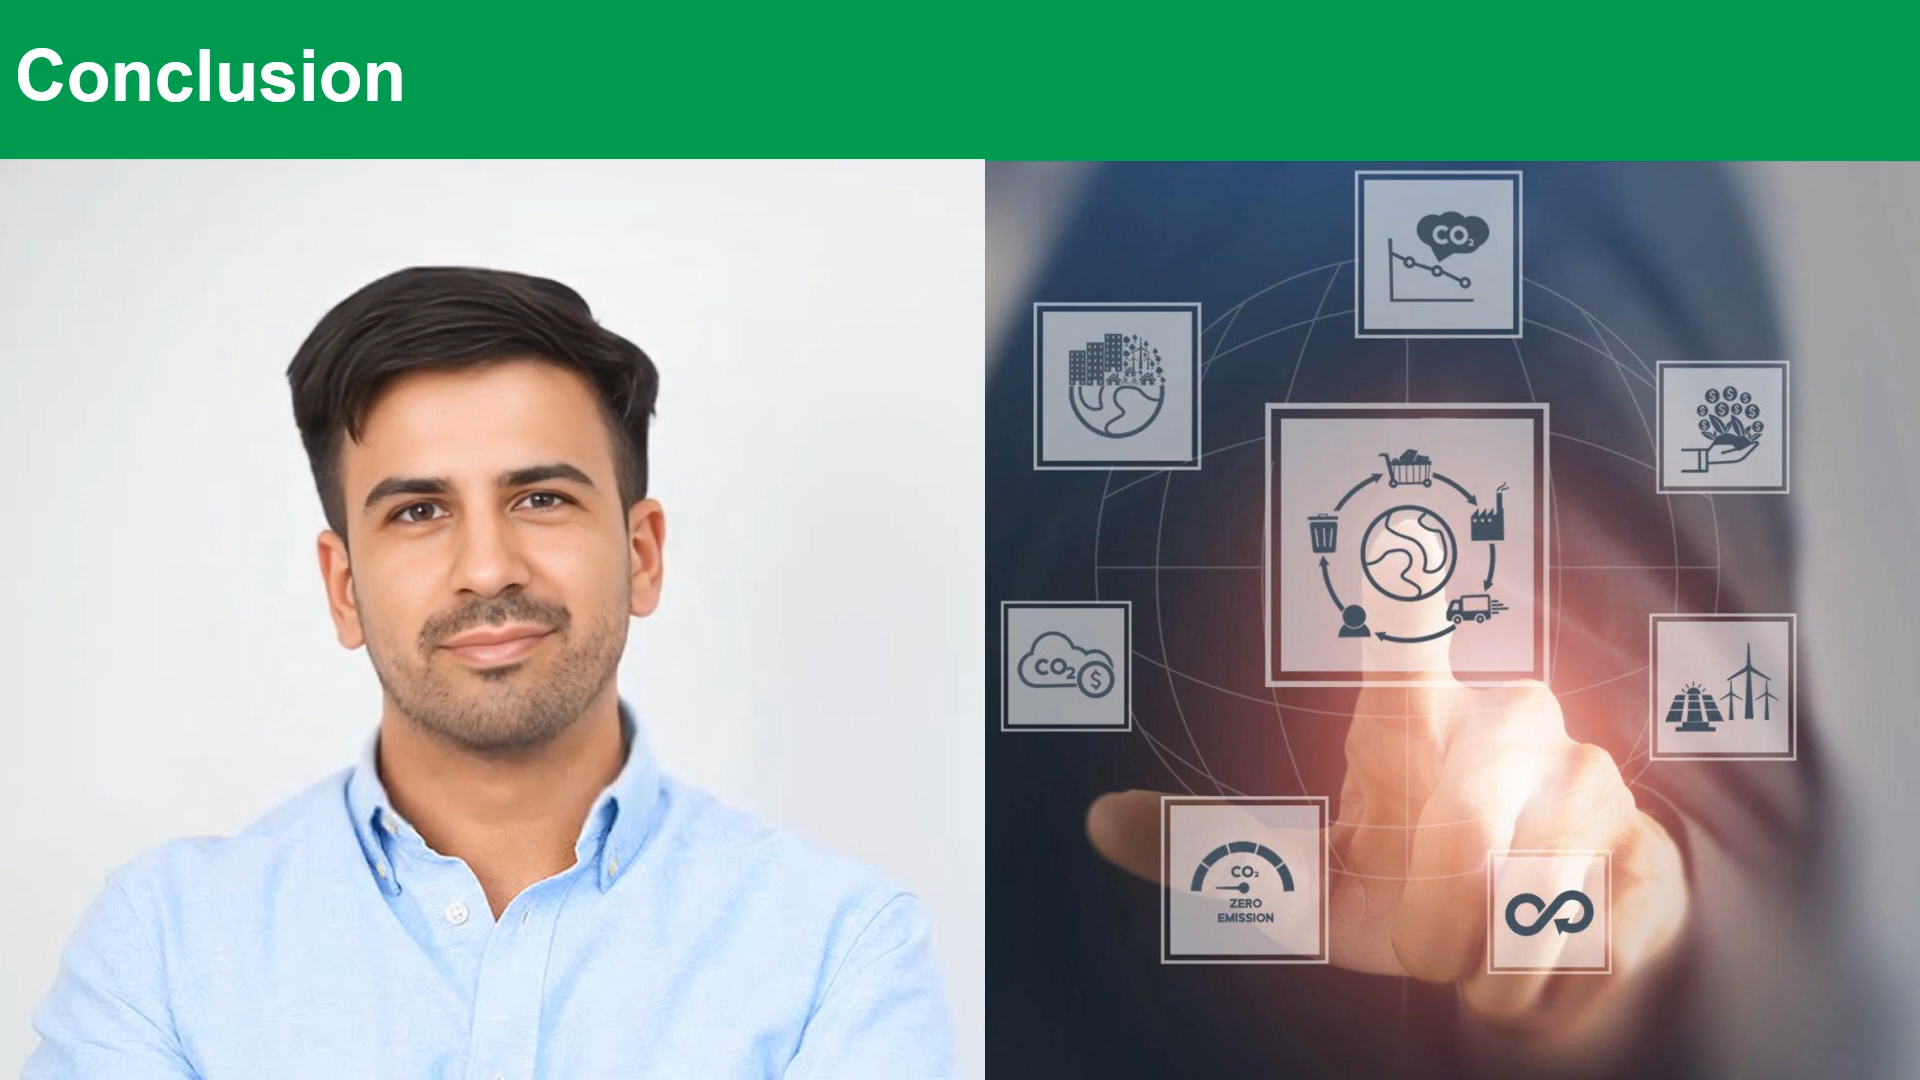 Conclusion
CO₂
CO₂
$
CO₂
ZERO
EMISSION